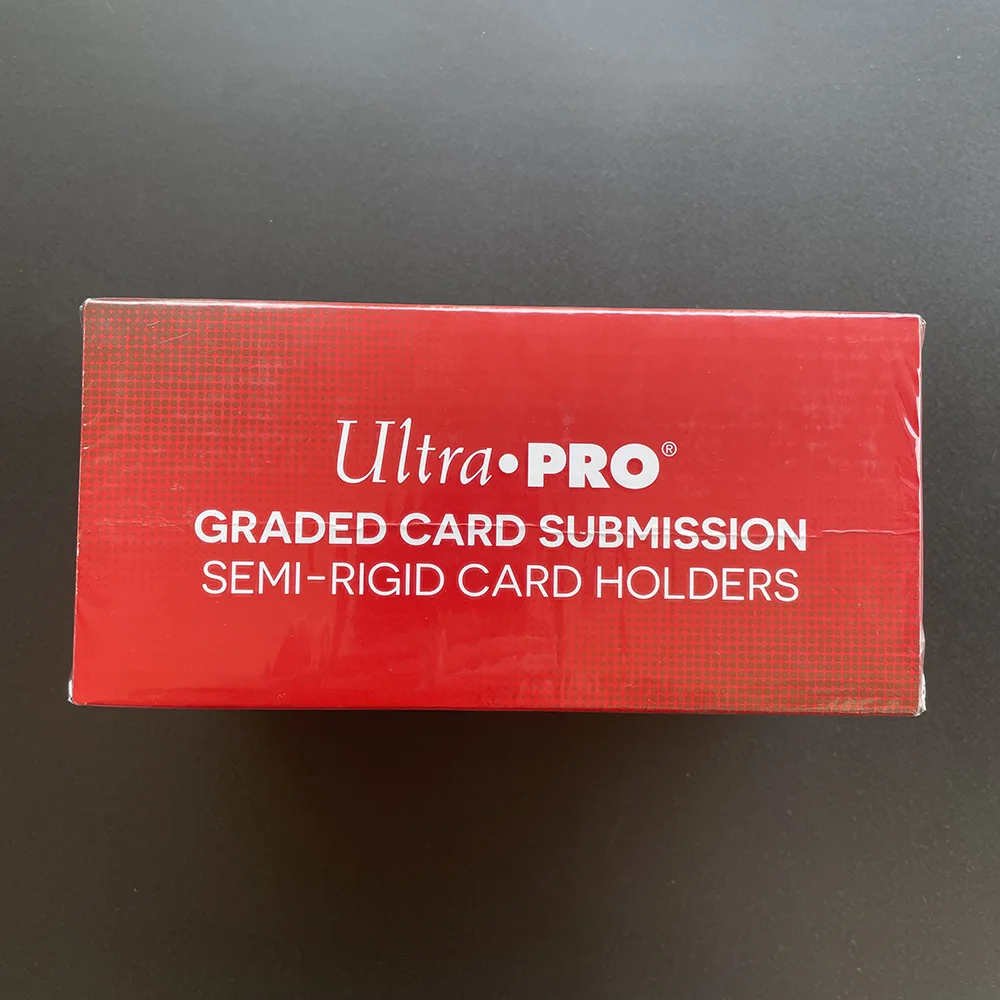 Ultra•PRO®
GRADED CARD SUBMISSION
SEMI-RIGID CARD HOLDERS